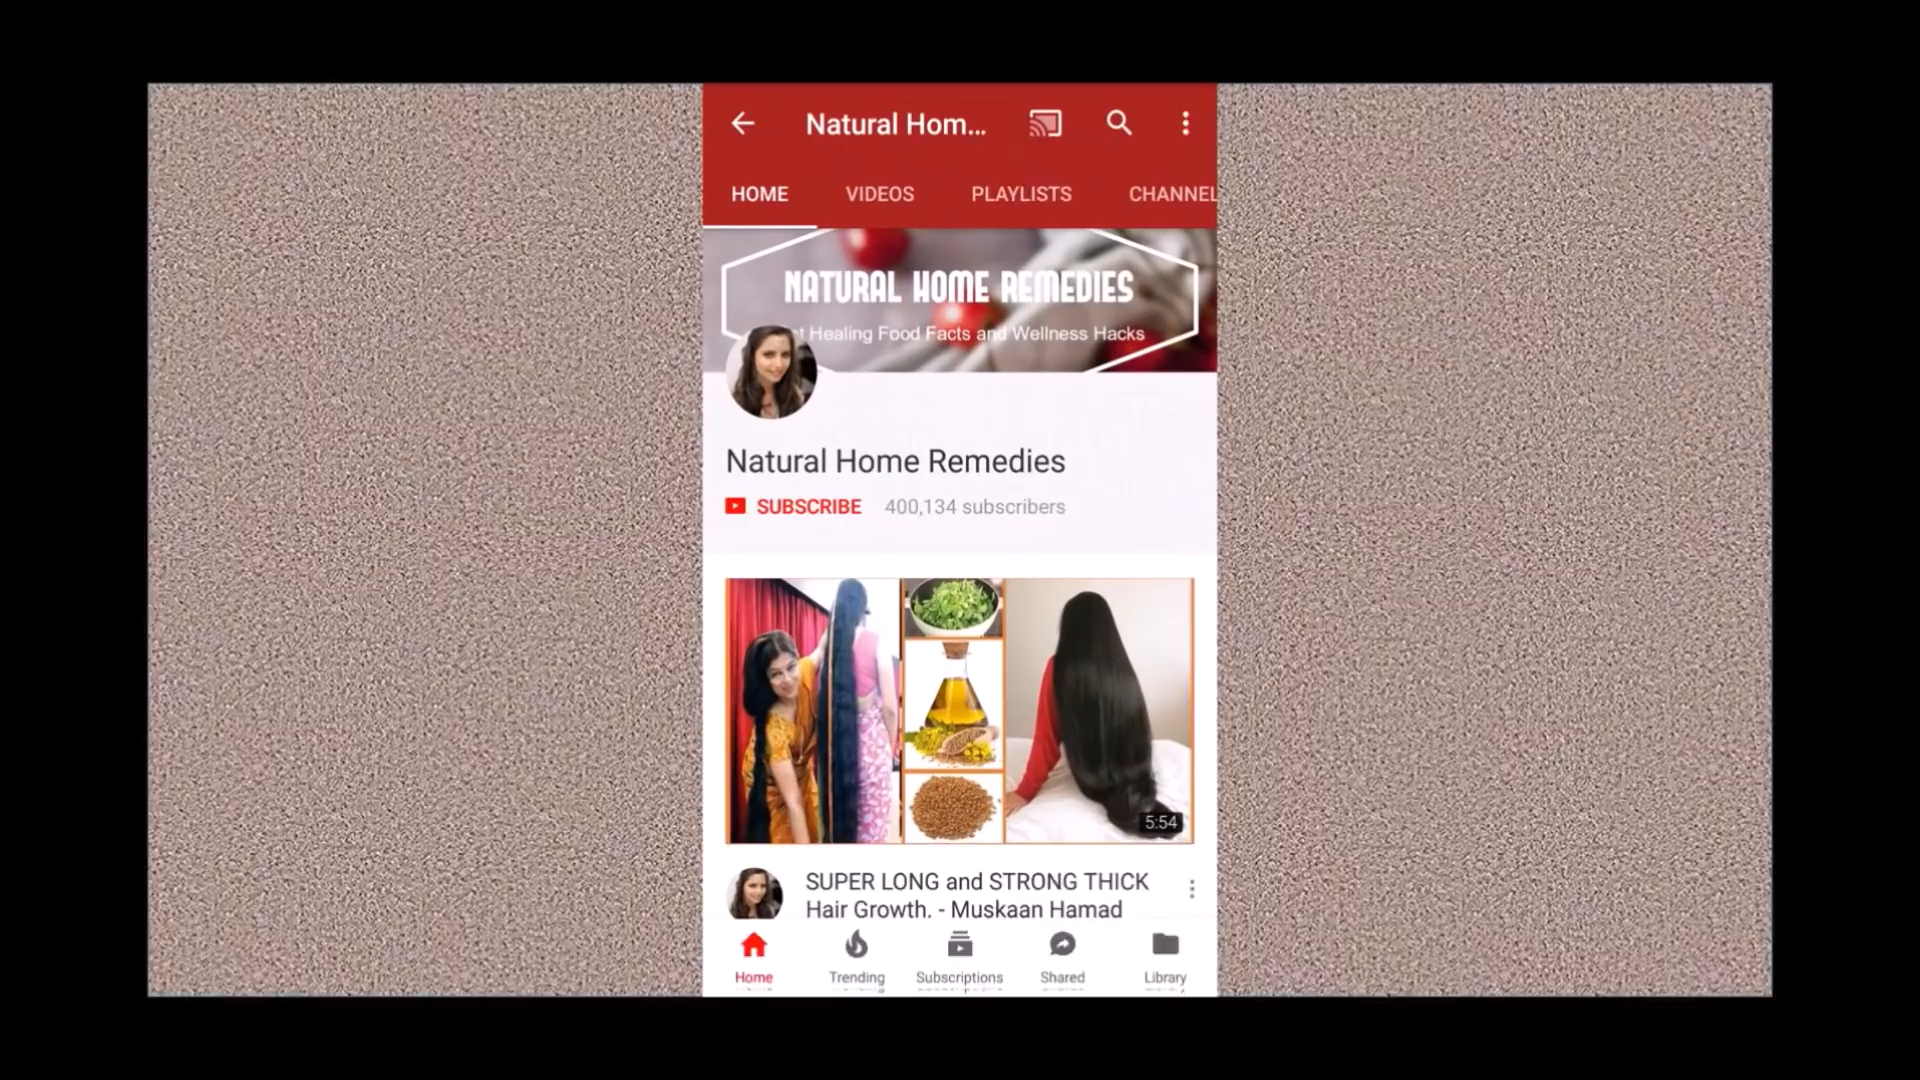 Natural Hom...
HOME VIDEOS PLAYLISTS CHANNEL
NATURAL HOME REMEDIES
Healing Food Facts and Wellness Hacks
Natural Home Remedies
SUBSCRIBE 400,134 subscribers
5:54
SUPER LONG and STRONG THICK
Hair Growth. - Muskaan Hamad
Home Trending Subscriptions Shared Library